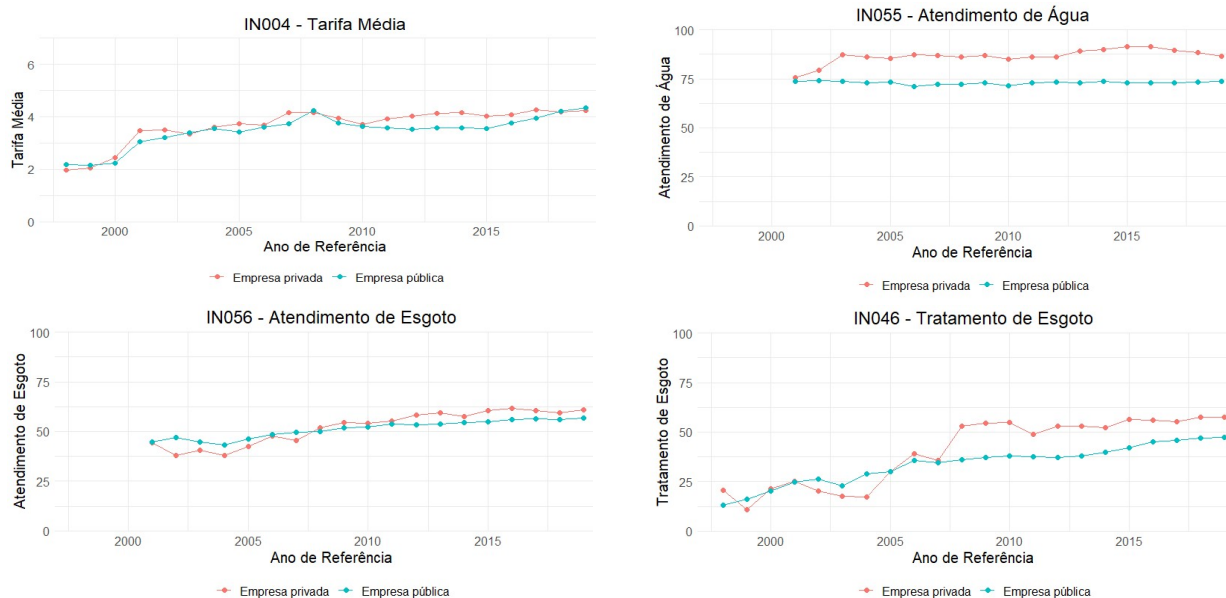 IN004 - Tarifa Média
Tarifa Média
6
4
2
0
2000 2005 2010 2015
Ano de Referência
Empresa privada Empresa pública
IN055 - Atendimento de Água
Atendimento de Água
100
75
50
25
0
2000 2005 2010 2015
Ano de Referência
Empresa privada Empresa pública
IN056 - Atendimento de Esgoto
Atendimento de Esgoto
100
75
50
25
0
2000 2005 2010 2015
Ano de Referência
Empresa privada Empresa pública
IN046 - Tratamento de Esgoto
Tratamento de Esgoto
100
75
50
25
0
2000 2005 2010 2015
Ano de Referência
Empresa privada Empresa pública